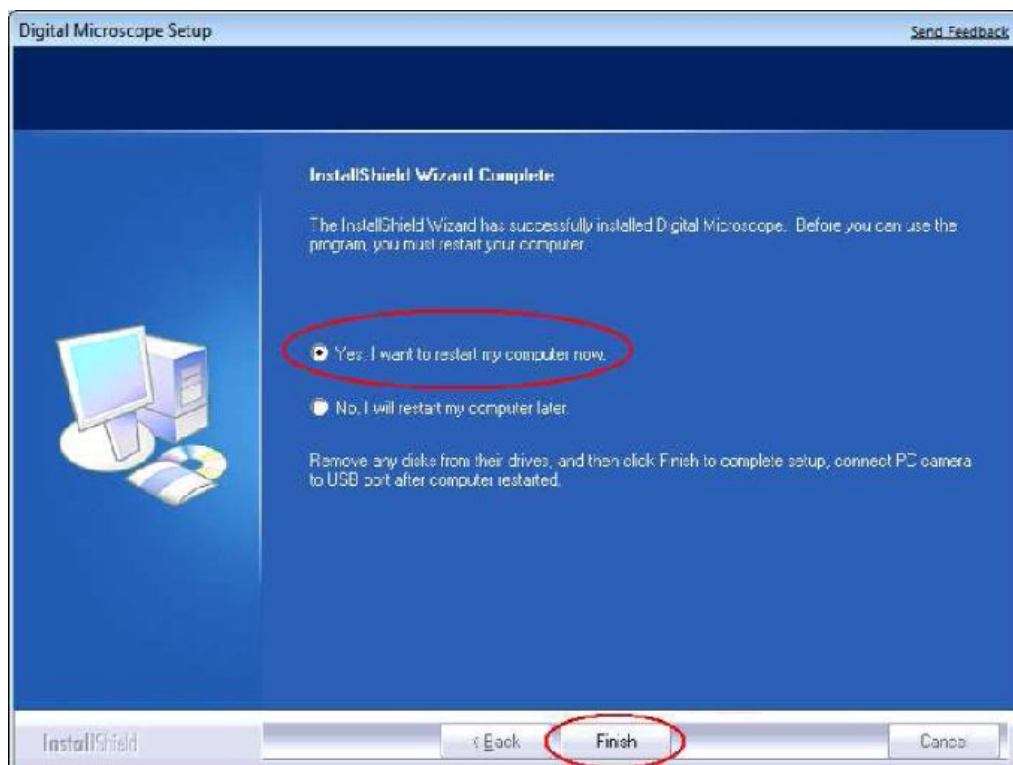 Digital Microscope Setup
Send Feedback
InstallShield Wizard Complete
The InstallShield Wizard has successfully installed Digital Microscope. Before you can use the
program, you must restart your computer.
Yes, I want to restart my computer now.
No, I will restart my computer later.
Remove any disks from their drives, and then click Finish to complete setup, connect PC camera
to USB port after computer restarted.
InstallShield
< Back
Finish
Cancel